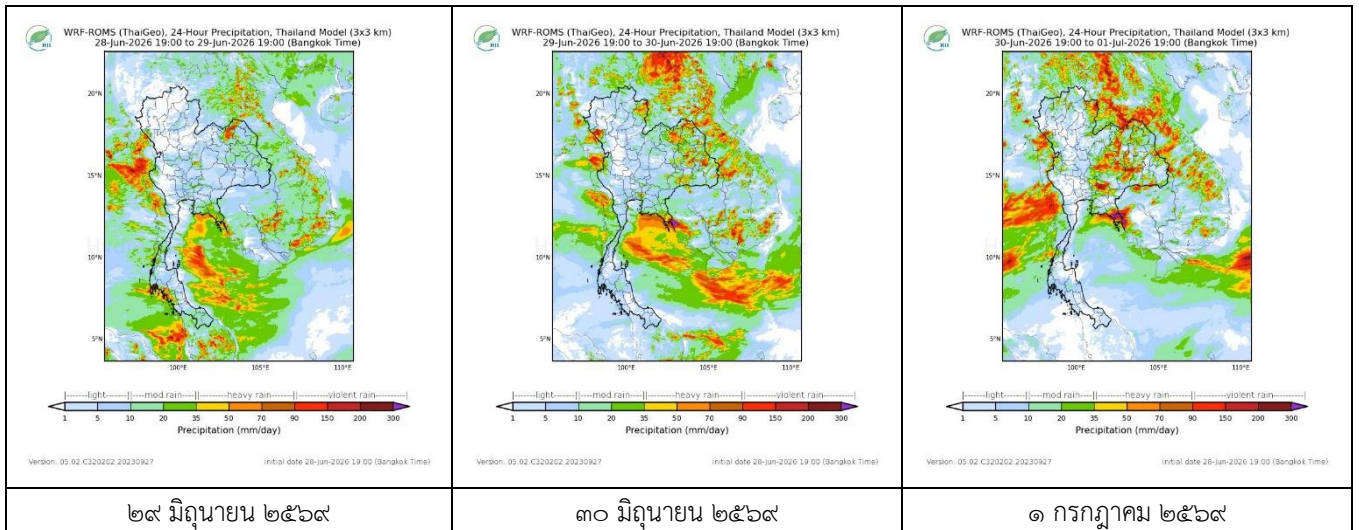 HII
WRF-ROMS (ThaiGeo), 24-Hour Precipitation, Thailand Model (3x3 km)
28-Jun-2026 19:00 to 29-Jun-2026 19:00 (Bangkok Time)
20°N
15°N
10°N
5°N
100°E 105°E 110°E
|-----light-----||---mod rain---||-----heavy rain-----||-----violent rain-----|
1 5 10 20 35 50 70 90 150 200 300
Precipitation (mm/day)
Version: 05.02.C320202.20230927 initial date 28-Jun-2026 19:00 (Bangkok Time)
๒๙ มิถุนายน ๒๕๖๙
HII
WRF-ROMS (ThaiGeo), 24-Hour Precipitation, Thailand Model (3x3 km)
29-Jun-2026 19:00 to 30-Jun-2026 19:00 (Bangkok Time)
20°N
15°N
10°N
5°N
100°E 105°E 110°E
|-----light-----||---mod rain---||-----heavy rain-----||-----violent rain-----|
1 5 10 20 35 50 70 90 150 200 300
Precipitation (mm/day)
Version: 05.02.C320202.20230927 initial date 28-Jun-2026 19:00 (Bangkok Time)
๓๐ มิถุนายน ๒๕๖๙
HII
WRF-ROMS (ThaiGeo), 24-Hour Precipitation, Thailand Model (3x3 km)
30-Jun-2026 19:00 to 01-Jul-2026 19:00 (Bangkok Time)
20°N
15°N
10°N
5°N
100°E 105°E 110°E
|-----light-----||---mod rain---||-----heavy rain-----||-----violent rain-----|
1 5 10 20 35 50 70 90 150 200 300
Precipitation (mm/day)
Version: 05.02.C320202.20230927 initial date 28-Jun-2026 19:00 (Bangkok Time)
๑ กรกฎาคม ๒๕๖๙